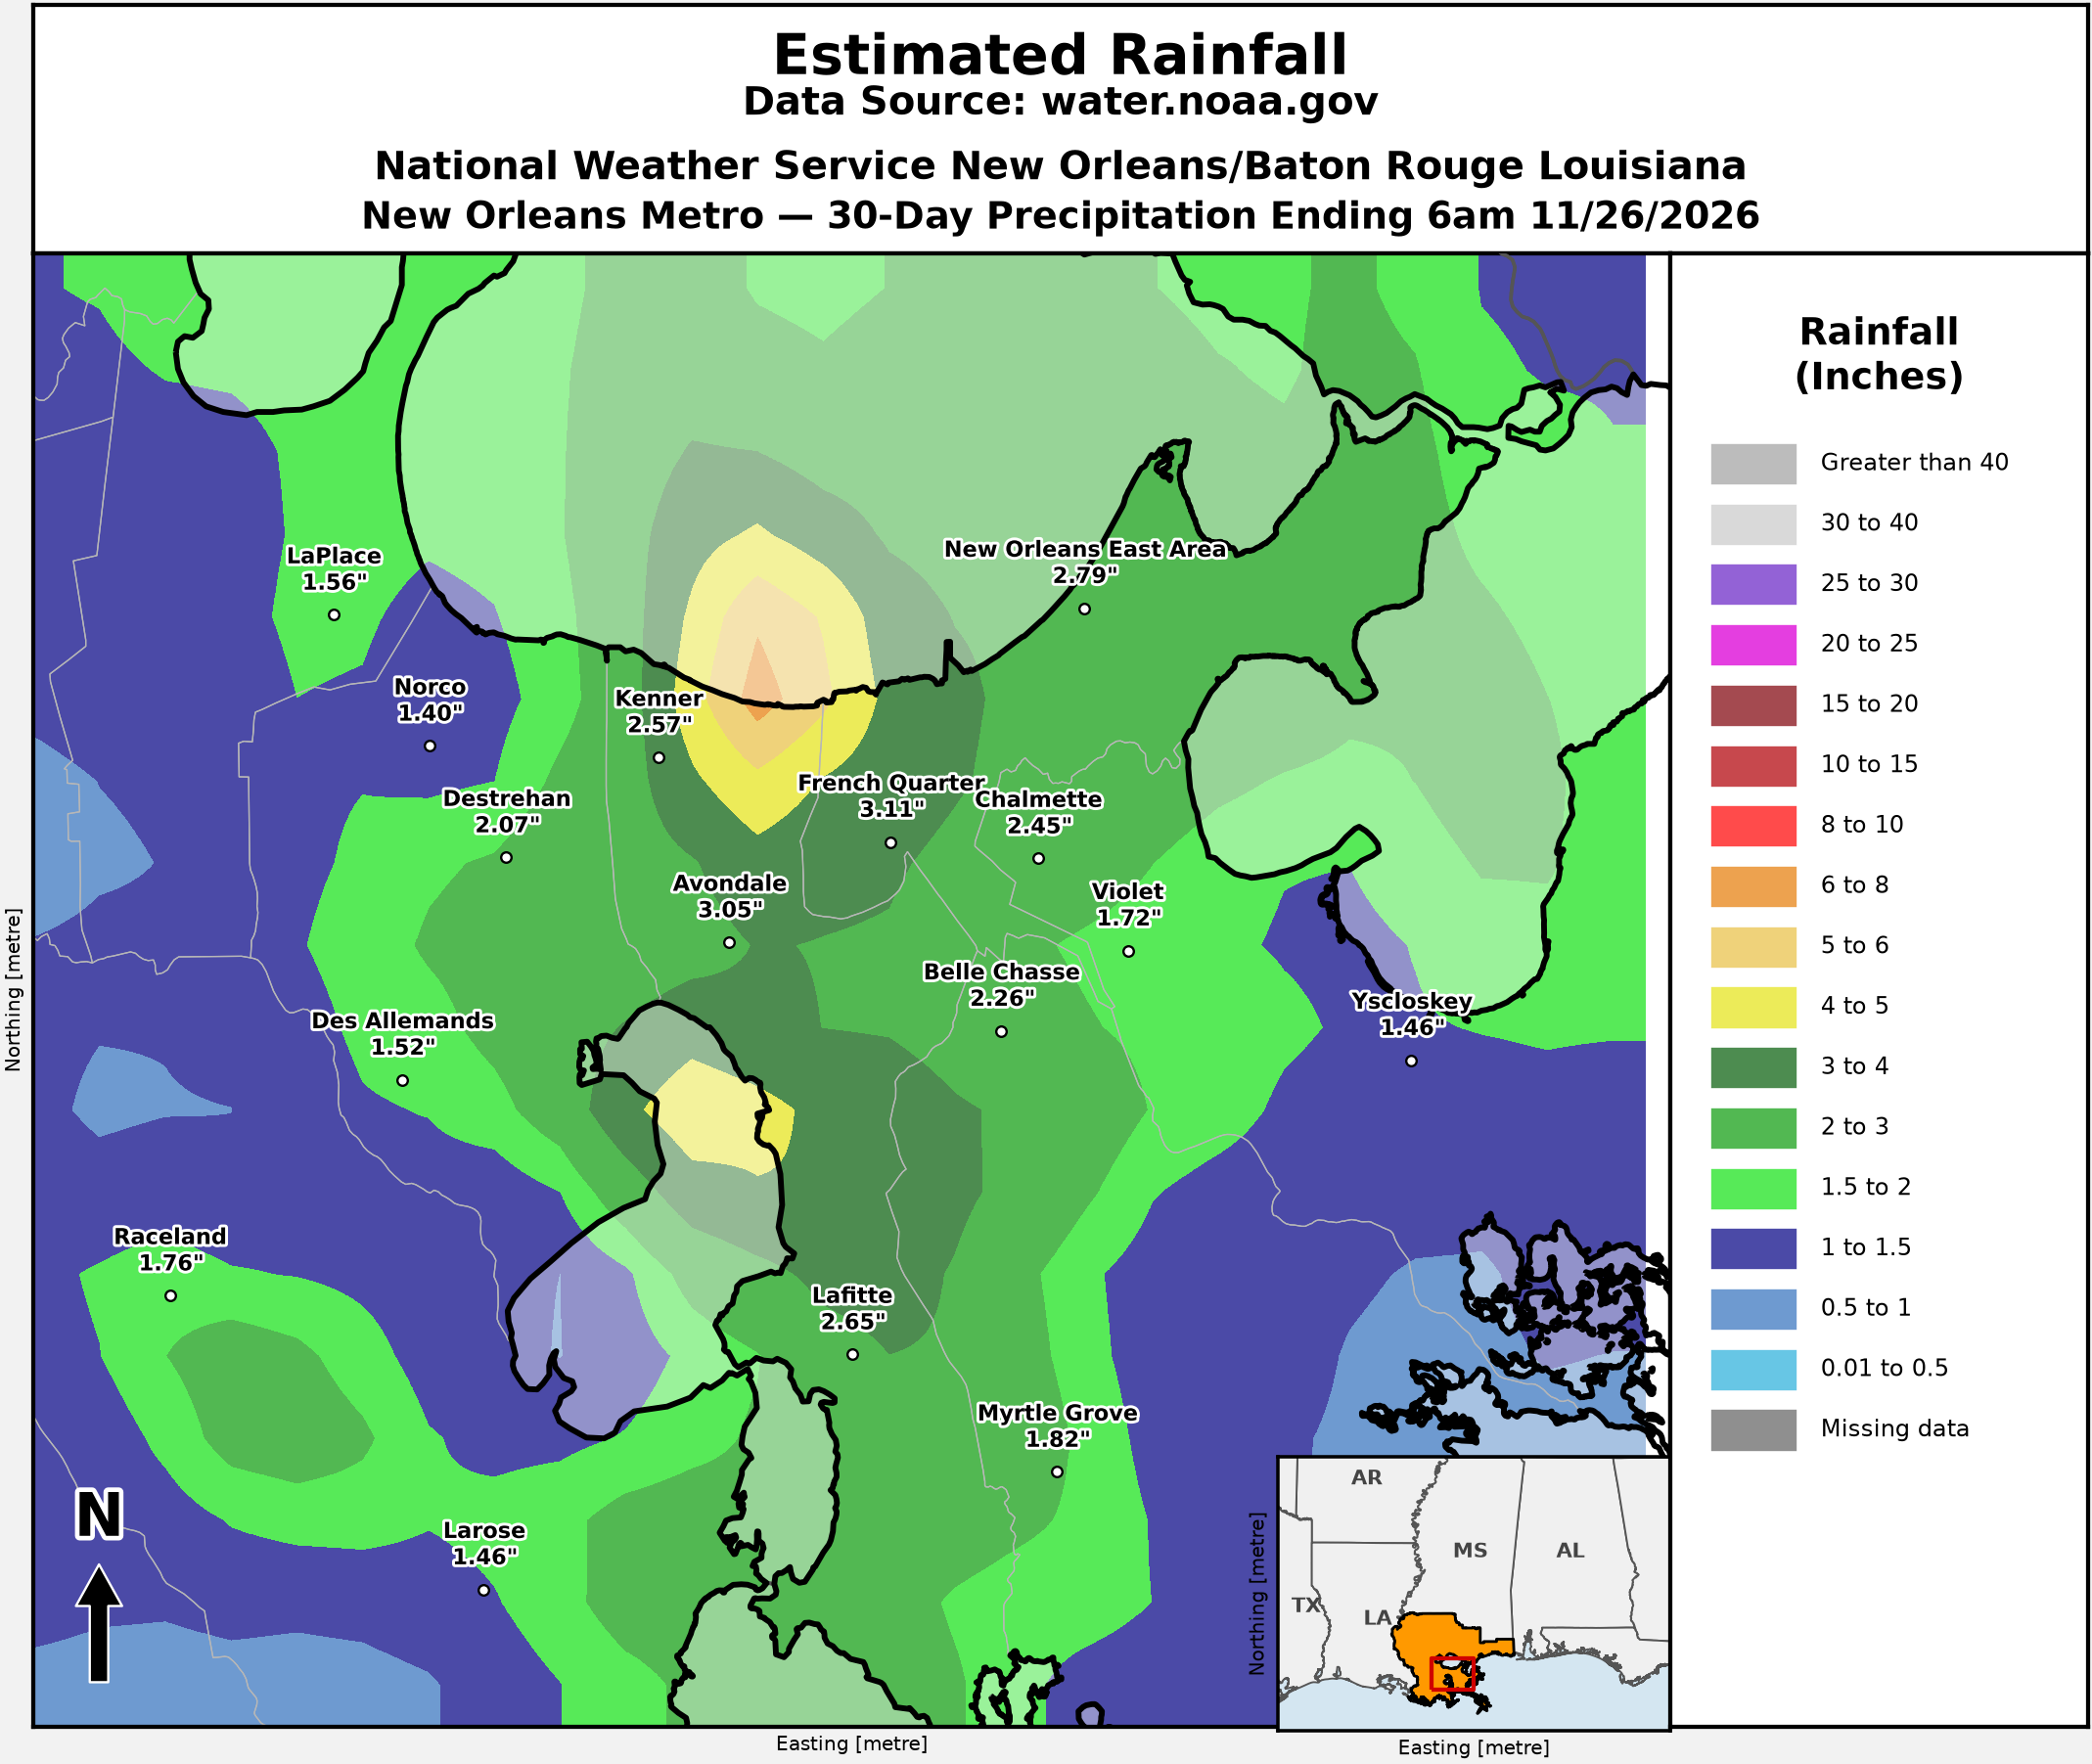 Estimated Rainfall
Data Source: water.noaa.gov
National Weather Service New Orleans/Baton Rouge Louisiana
New Orleans Metro — 30-Day Precipitation Ending 6am 11/26/2026
LaPlace
1.56"
New Orleans East Area
2.79"
Norco
1.40"
Kenner
2.57"
Destrehan
2.07"
French Quarter
3.11"
Chalmette
2.45"
Avondale
3.05"
Violet
1.72"
Belle Chasse
2.26"
Des Allemands
1.52"
Yscloskey
1.46"
Raceland
1.76"
Lafitte
2.65"
Myrtle Grove
1.82"
Larose
1.46"
N
Northing [metre]
Easting [metre]
Rainfall
(Inches)
Greater than 40
30 to 40
25 to 30
20 to 25
15 to 20
10 to 15
8 to 10
6 to 8
5 to 6
4 to 5
3 to 4
2 to 3
1.5 to 2
1 to 1.5
0.5 to 1
0.01 to 0.5
Missing data
AR
MS
AL
TX
LA
Northing [metre]
Easting [metre]